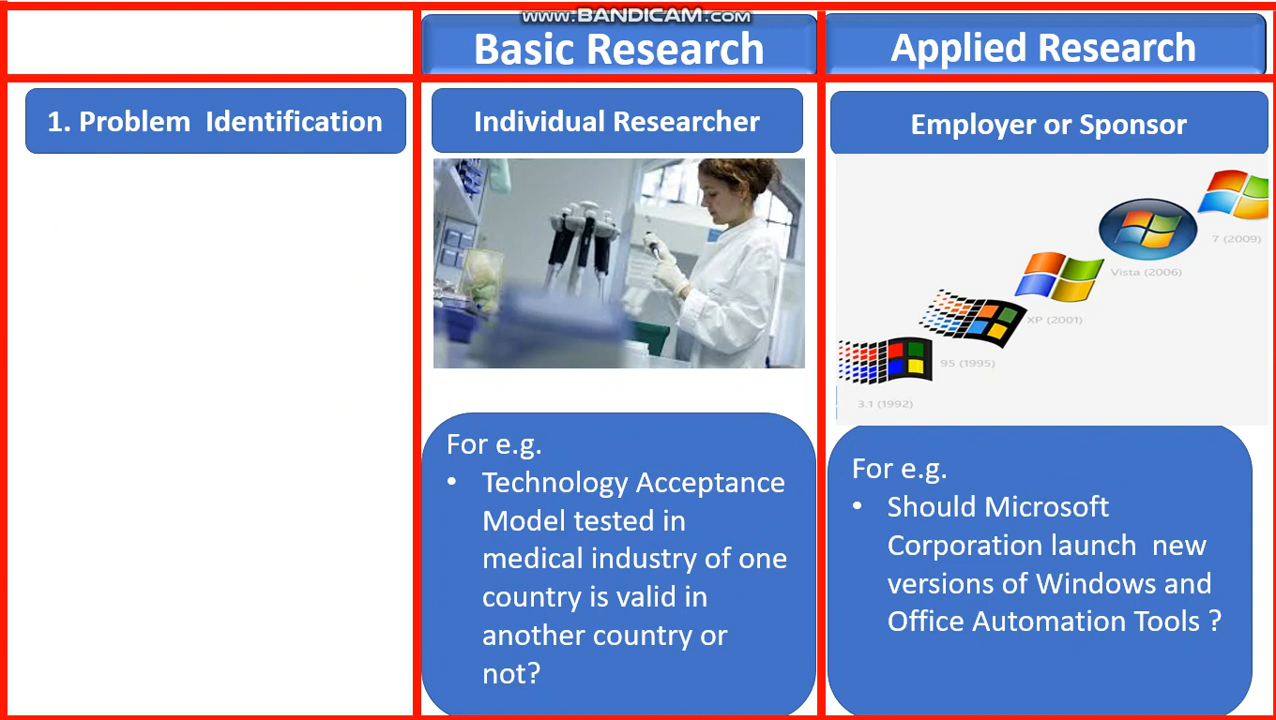 www.BANDICAM.com
Basic Research
Applied Research
1. Problem Identification
Individual Researcher
Employer or Sponsor
7 (2009)
Vista (2006)
XP (2001)
95 (1995)
3.1 (1992)
For e.g.
• Technology Acceptance
Model tested in
medical industry of one
country is valid in
another country or
not?
For e.g.
• Should Microsoft
Corporation launch new
versions of Windows and
Office Automation Tools ?